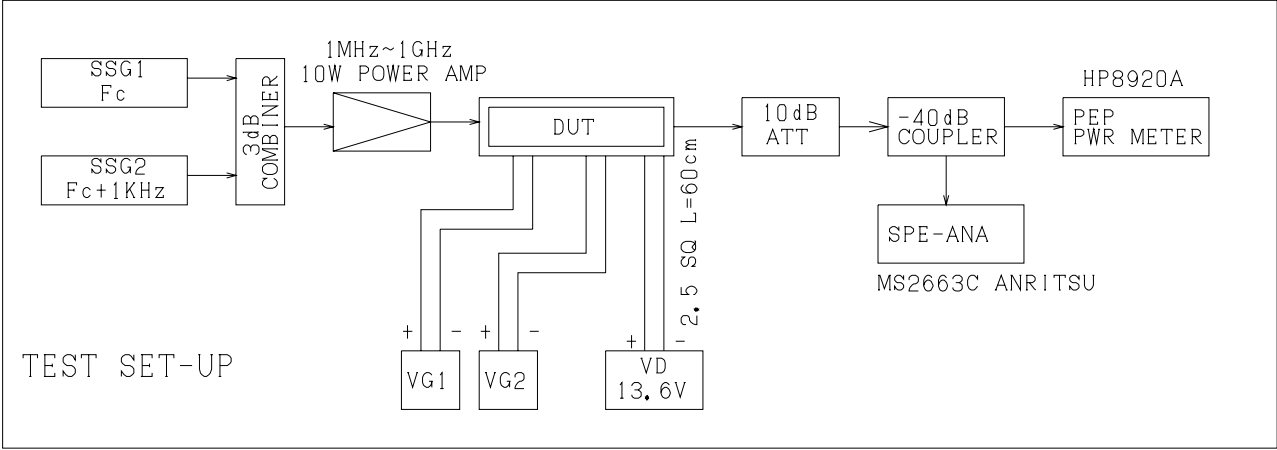 SSG1
Fc
SSG2
Fc+1KHz
3dB
COMBINER
1MHz~1GHz
10W POWER AMP
DUT
10dB
ATT
-40dB
COUPLER
HP8920A
PEP
PWR METER
SPE-ANA
MS2663C ANRITSU
2.5 SQ L=60cm
+ -
VG1
+ -
VG2
+ -
VD
13.6V
TEST SET-UP